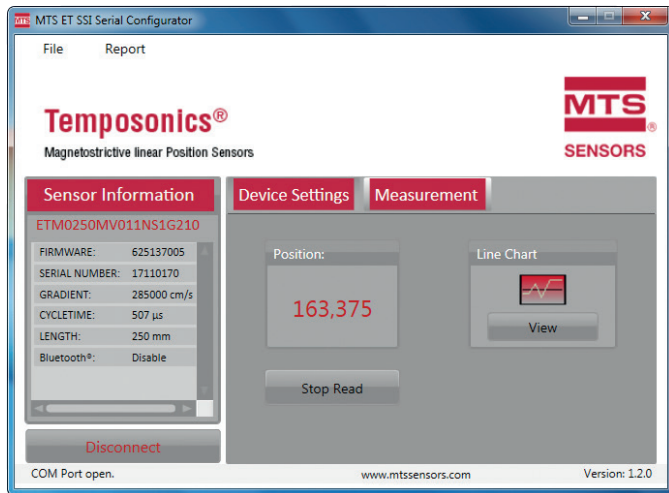 MTS MTS ET SSI Serial Configurator
File Report
Temposonics®
Magnetostrictive linear Position Sensors
MTS®
SENSORS
Sensor Information
ETM0250MV011NS1G210
FIRMWARE: 625137005
SERIAL NUMBER: 17110170
GRADIENT: 285000 cm/s
CYCLETIME: 507 µs
LENGTH: 250 mm
Bluetooth®: Disable
Disconnect
Device Settings Measurement
Position:
163,375
Stop Read
Line Chart
View
COM Port open. www.mtssensors.com Version: 1.2.0